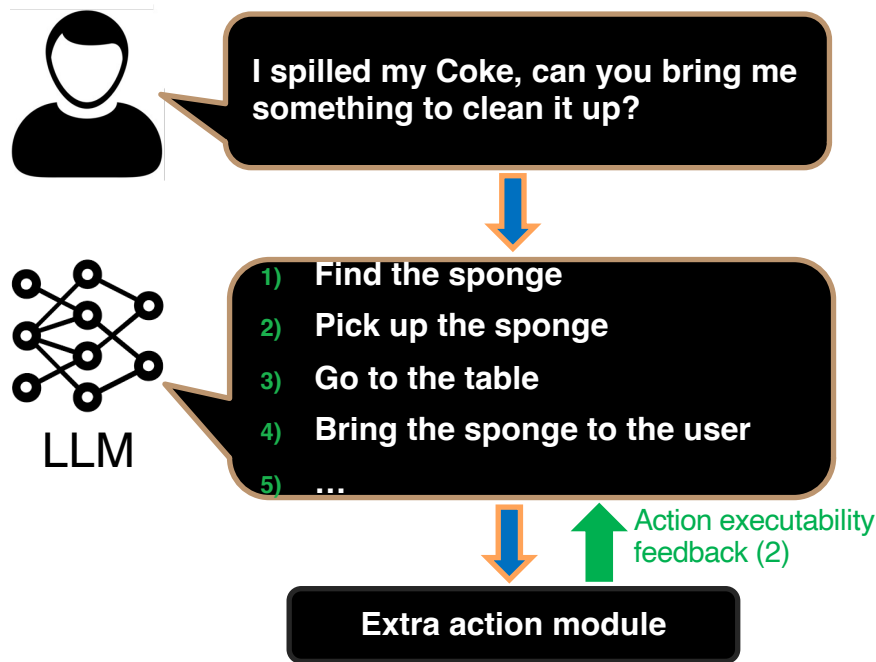 I spilled my Coke, can you bring me
something to clean it up?
1) Find the sponge
2) Pick up the sponge
3) Go to the table
4) Bring the sponge to the user
5) ...
LLM
Action executability
feedback (2)
Extra action module